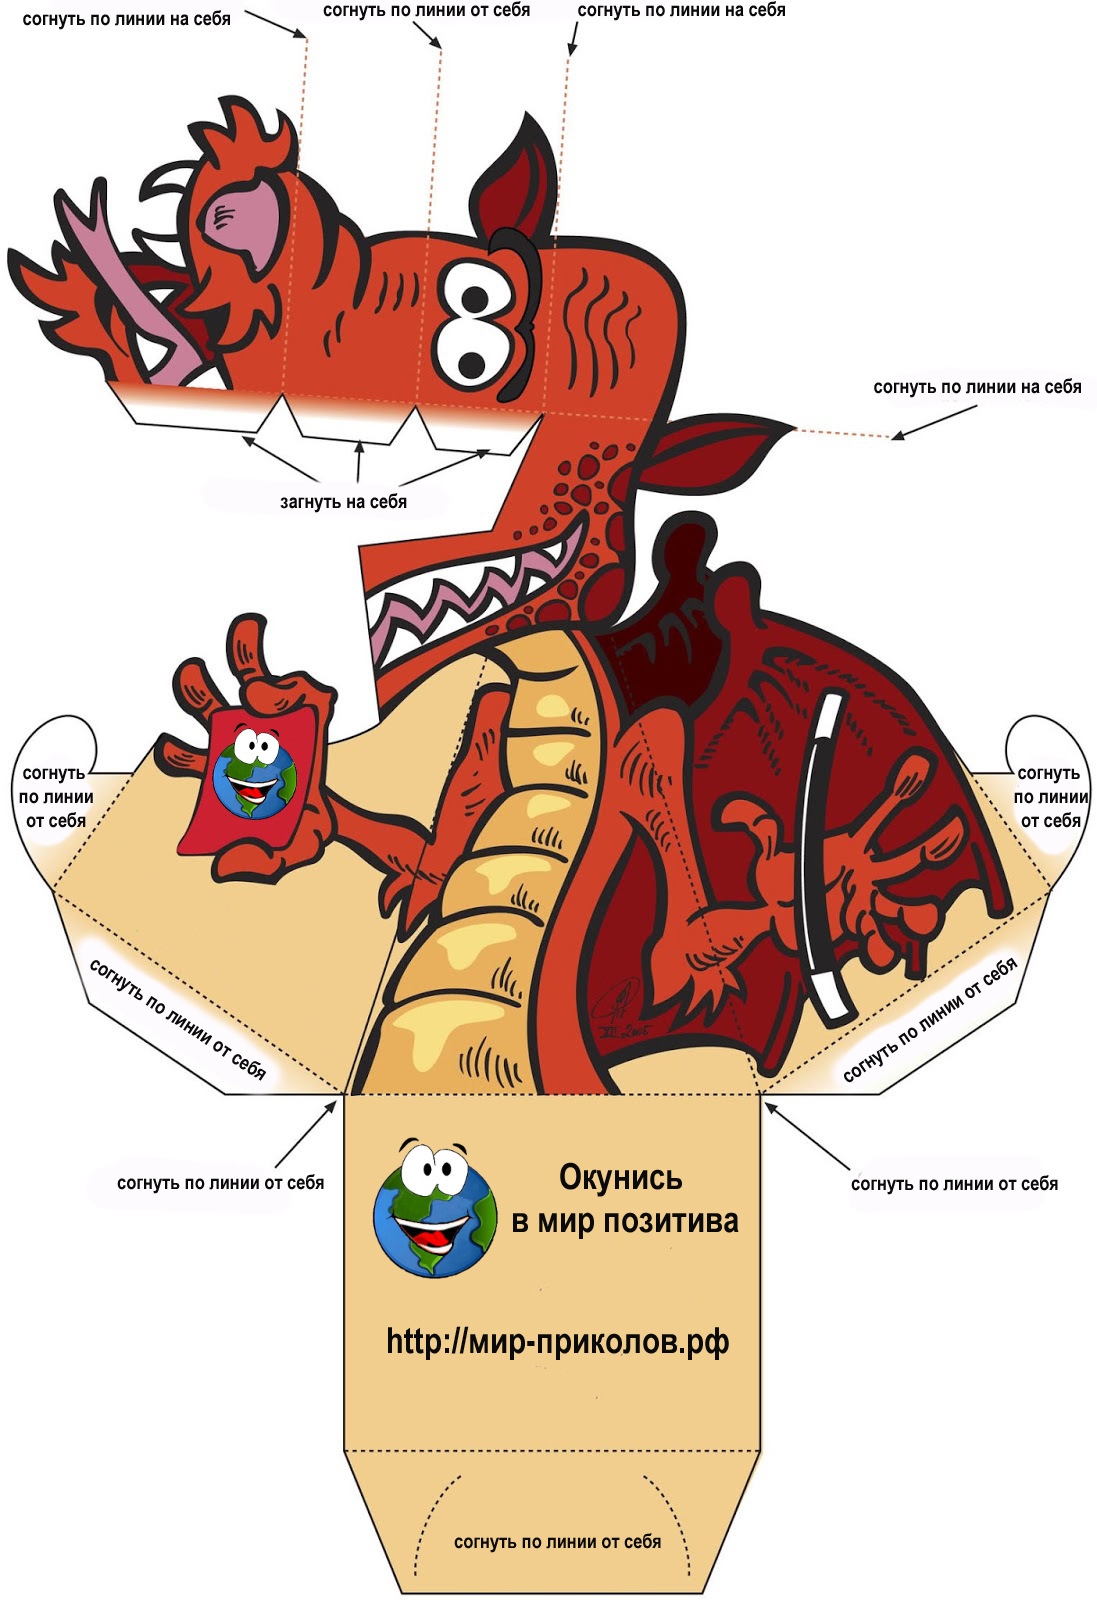 согнуть по линии на себя
согнуть по линии от себя
согнуть по линии на себя
согнуть по линии на себя
загнуть на себя
согнуть
по линии
от себя
согнуть
по линии
от себя
согнуть по линии от себя
согнуть по линии от себя
согнуть по линии от себя
согнуть по линии от себя
Окунись
в мир позитива
http://мир-приколов.рф
согнуть по линии от себя